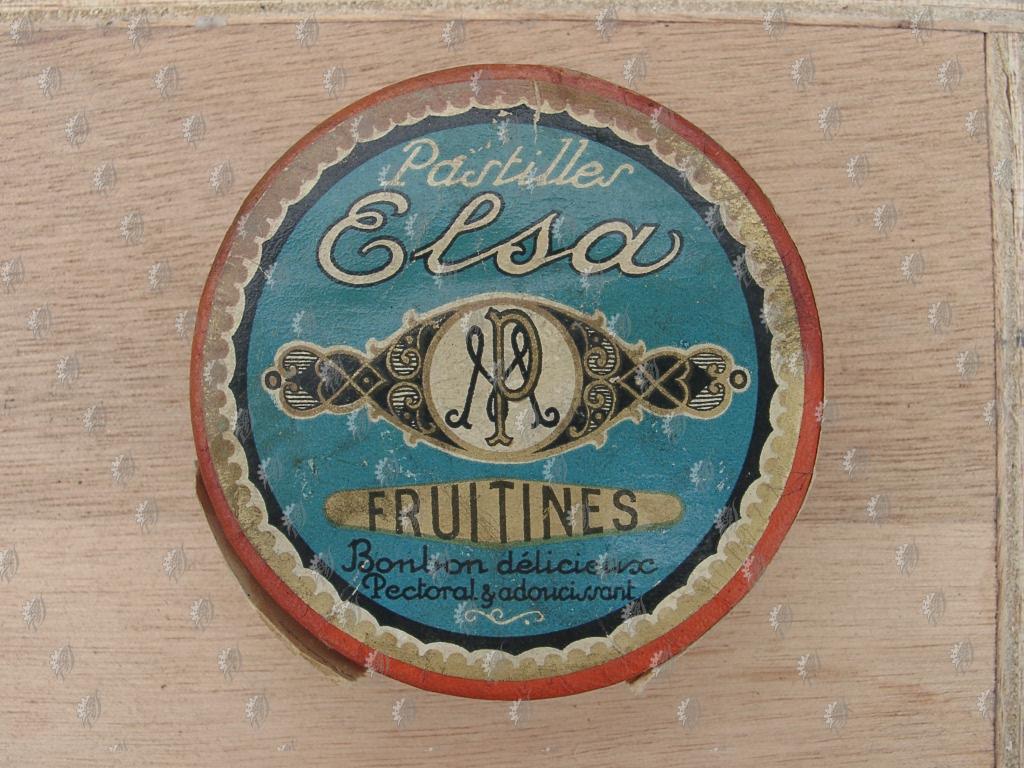 Pastilles
Elsa
FRUITINES
Bonbon délicieux
Pectoral & adoucissant